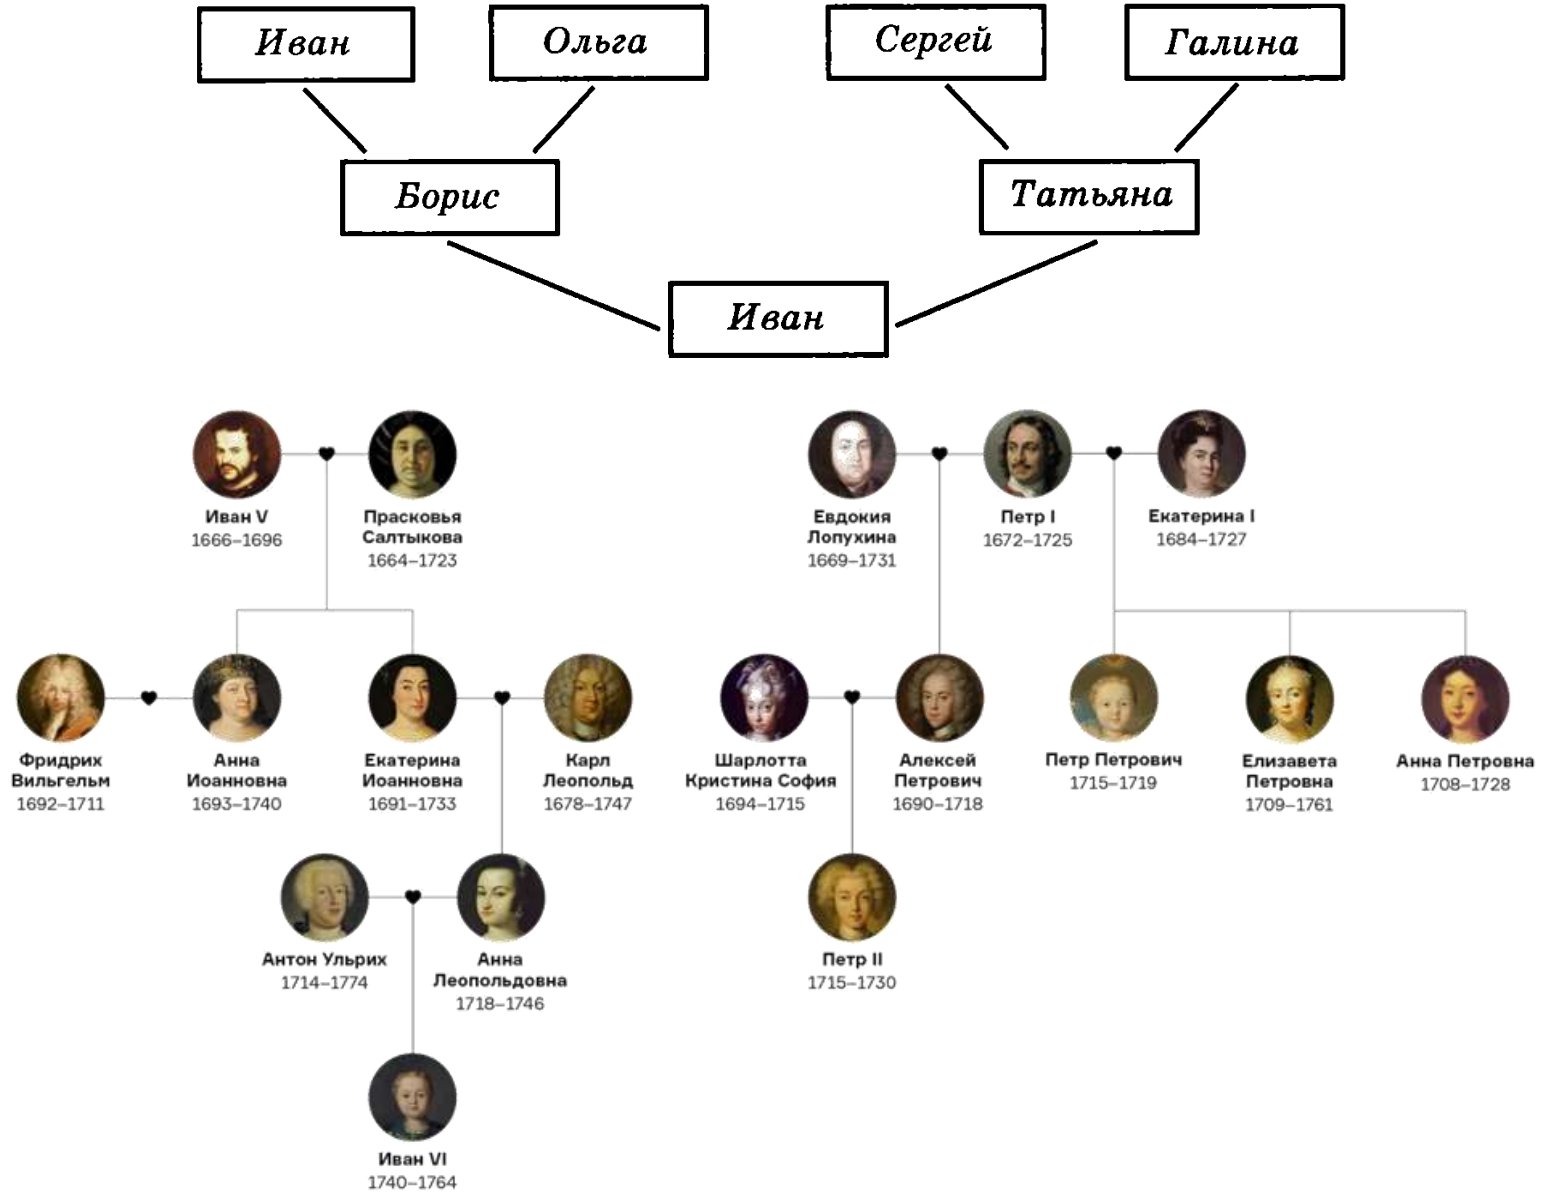 Иван
Ольга
Сергей
Галина
Борис
Татьяна
Иван
Иван V
1666–1696
Прасковья
Салтыкова
1664–1723
Евдокия
Лопухина
1669–1731
Петр I
1672–1725
Екатерина I
1684–1727
Фридрих
Вильгельм
1692–1711
Анна
Иоанновна
1693–1740
Екатерина
Иоанновна
1691–1733
Карл
Леопольд
1678–1747
Шарлотта
Кристина София
1694–1715
Алексей
Петрович
1690–1718
Петр Петрович
1715–1719
Елизавета
Петровна
1709–1761
Анна Петровна
1708–1728
Антон Ульрих
1714–1774
Анна
Леопольдовна
1718–1746
Петр II
1715–1730
Иван VI
1740–1764